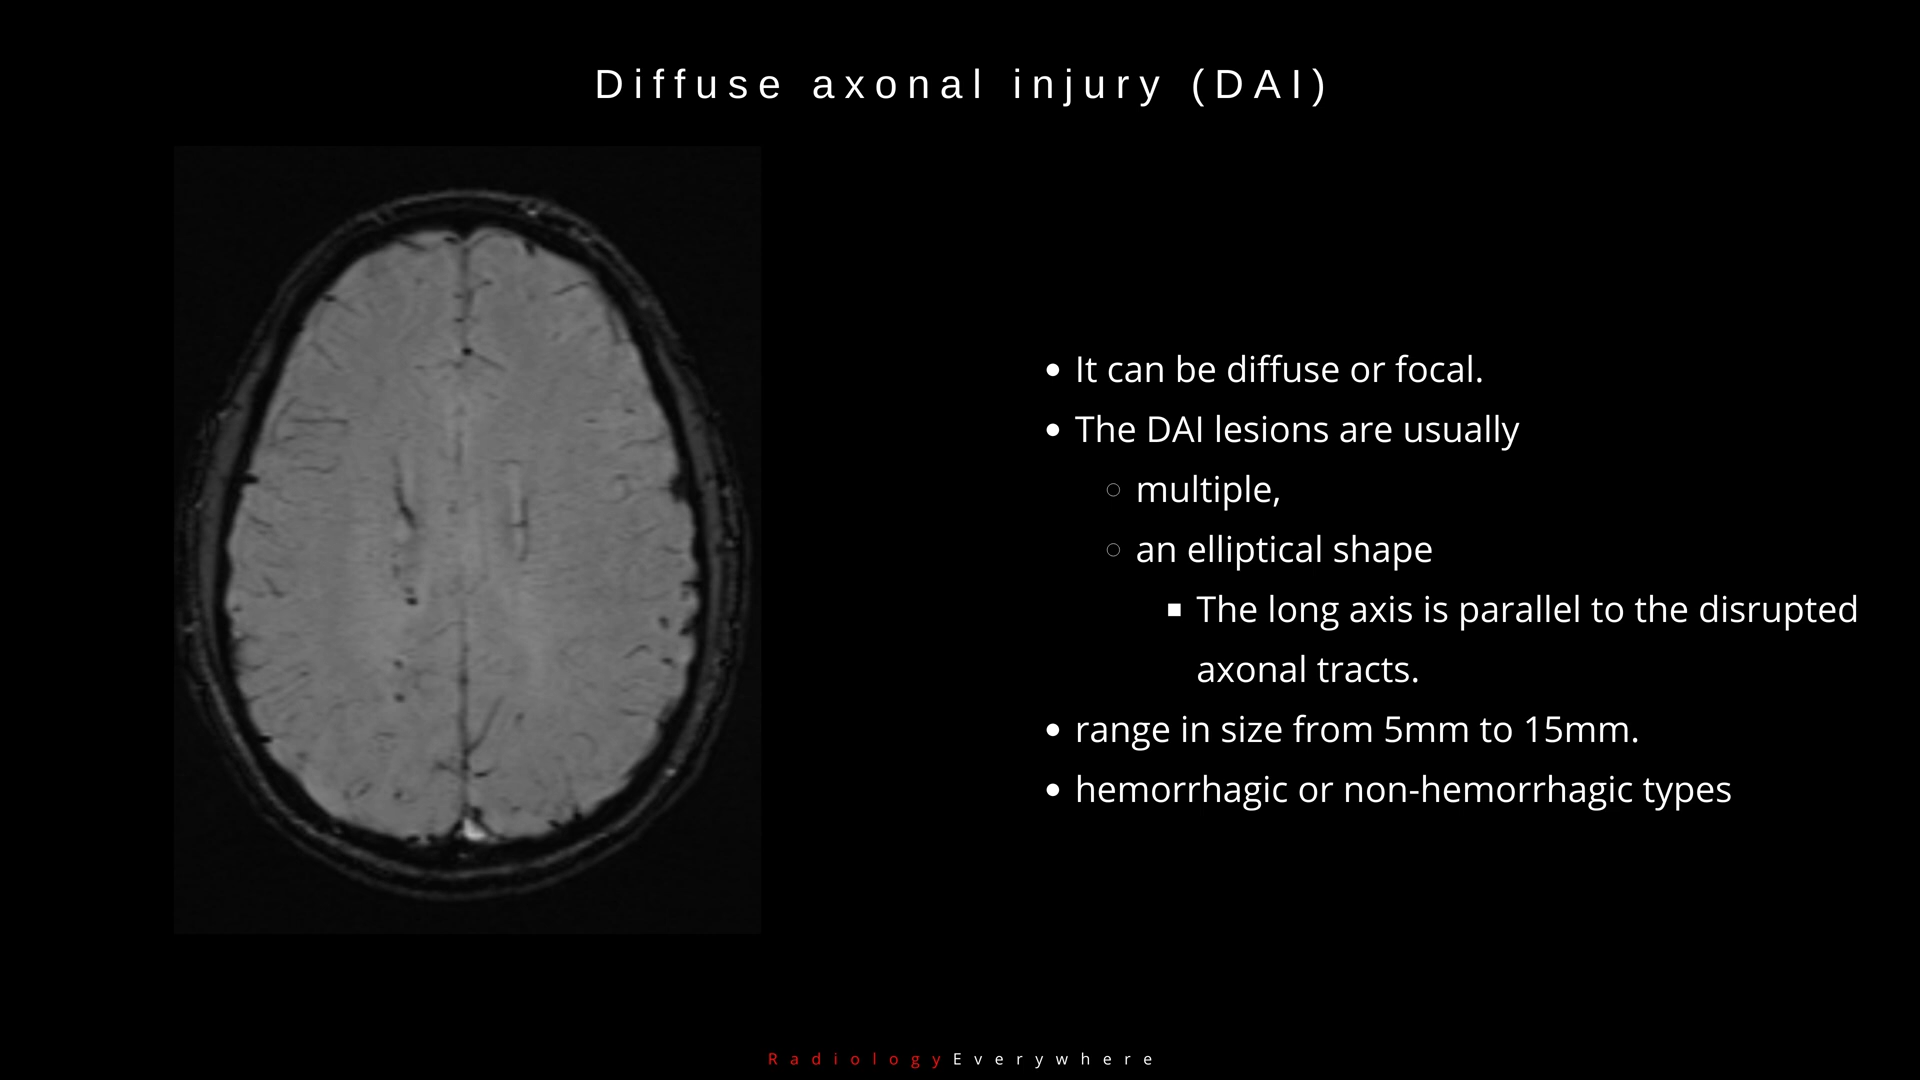 Diffuse axonal injury (DAI)
• It can be diffuse or focal.
• The DAI lesions are usually
○ multiple,
○ an elliptical shape
▪ The long axis is parallel to the disrupted
axonal tracts.
• range in size from 5mm to 15mm.
• hemorrhagic or non-hemorrhagic types
RadiologyEverywhere